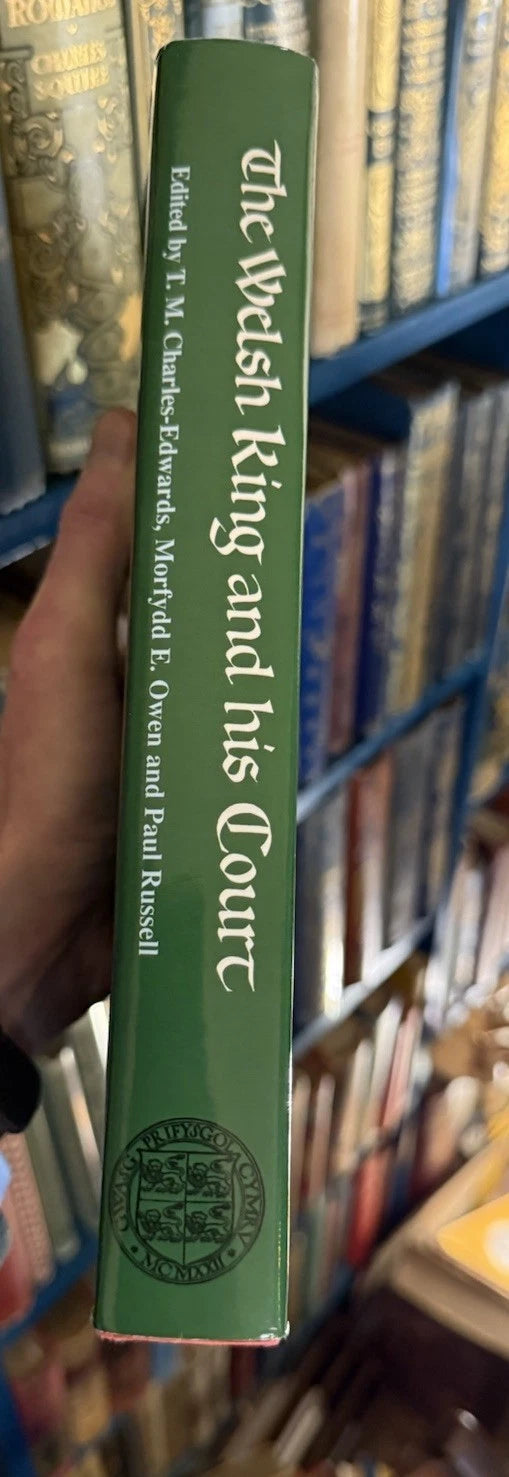 The Welsh King and his Court
Edited by T. M. Charles-Edwards, Morfydd E. Owen and Paul Russell
GWASG PRIFYSGOL CYMRU
MCMXXII
CHARLES
SQUIRE